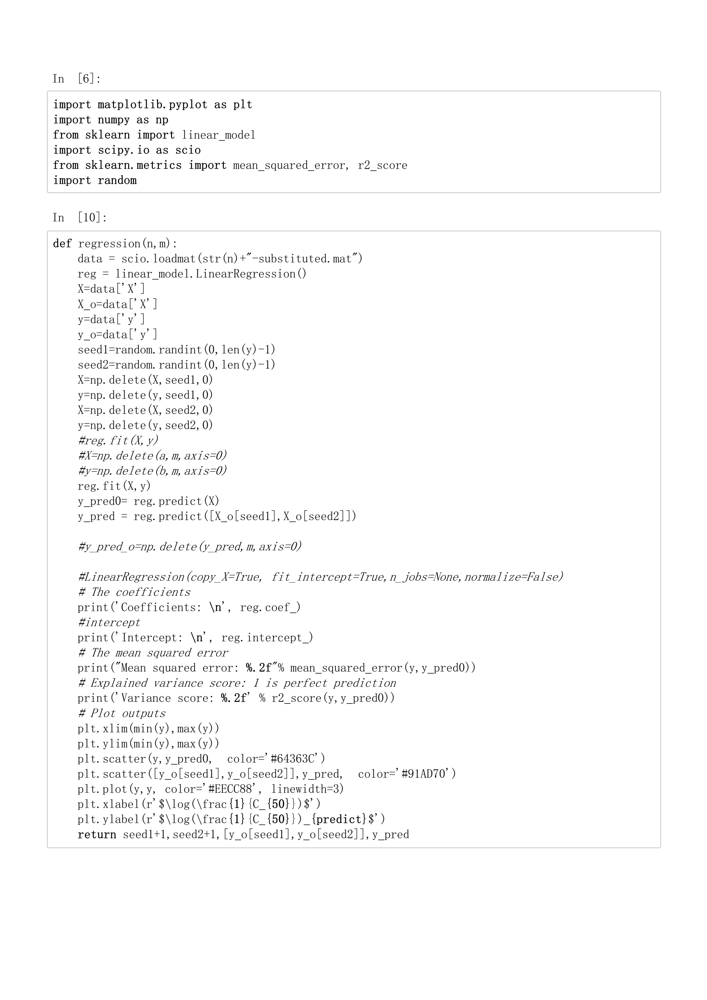 In  [6]:
import matplotlib.pyplot as plt
import numpy as np
from sklearn import linear_model
import scipy.io as scio
from sklearn.metrics import mean_squared_error, r2_score
import random
In  [10]:
def regression(n,m):
    data = scio.loadmat(str(n)+"-substituted.mat")
    reg = linear_model.LinearRegression()
    X=data['X']
    X_o=data['X']
    y=data['y']
    y_o=data['y']
    seed1=random.randint(0,len(y)-1)
    seed2=random.randint(0,len(y)-1)
    X=np.delete(X,seed1,0)
    y=np.delete(y,seed1,0)
    X=np.delete(X,seed2,0)
    y=np.delete(y,seed2,0)
    #reg.fit(X,y)
    #X=np.delete(a,m,axis=0)
    #y=np.delete(b,m,axis=0)
    reg.fit(X,y)
    y_pred0= reg.predict(X)
    y_pred = reg.predict([X_o[seed1],X_o[seed2]])
    #y_pred_o=np.delete(y_pred,m,axis=0)
    #LinearRegression(copy_X=True, fit_intercept=True,n_jobs=None,normalize=False)
    # The coefficients
    print('Coefficients: \n', reg.coef_)
    #intercept
    print('Intercept: \n', reg.intercept_)
    # The mean squared error
    print("Mean squared error: %.2f"% mean_squared_error(y,y_pred0))
    # Explained variance score: 1 is perfect prediction
    print('Variance score: %.2f' % r2_score(y,y_pred0))
    # Plot outputs
    plt.xlim(min(y),max(y))
    plt.ylim(min(y),max(y))
    plt.scatter(y,y_pred0,  color='#64363C')
    plt.scatter([y_o[seed1],y_o[seed2]],y_pred,  color='#91AD70')
    plt.plot(y,y, color='#EECC88', linewidth=3)
    plt.xlabel(r'$\log(\frac{1}{C_{50}})$')
    plt.ylabel(r'$\log(\frac{1}{C_{50}})_{predict}$')
    return seed1+1,seed2+1,[y_o[seed1],y_o[seed2]],y_pred